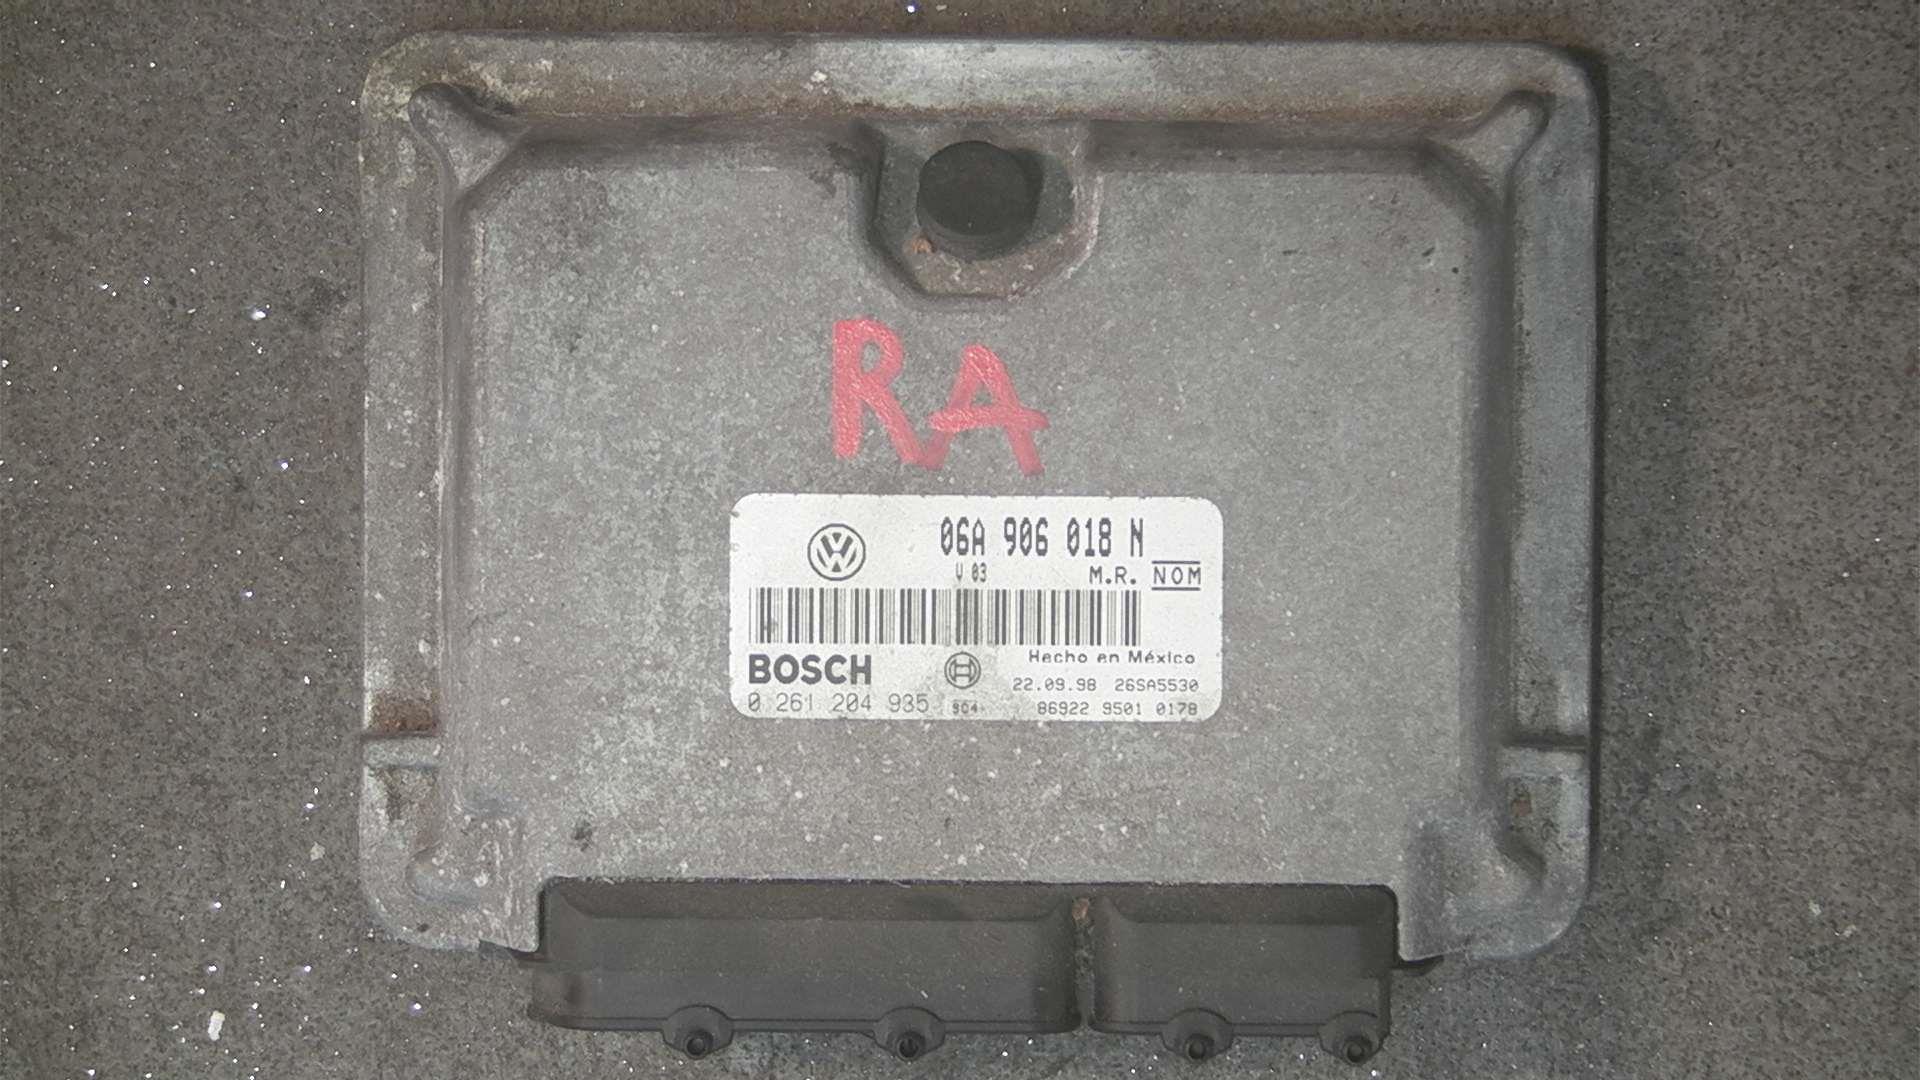 RA
06A 906 018 N
V 03 M.R. NOM
BOSCH Hecho en México
22.09.98 26SA5530
0 261 204 935 904 86922 9501 0178